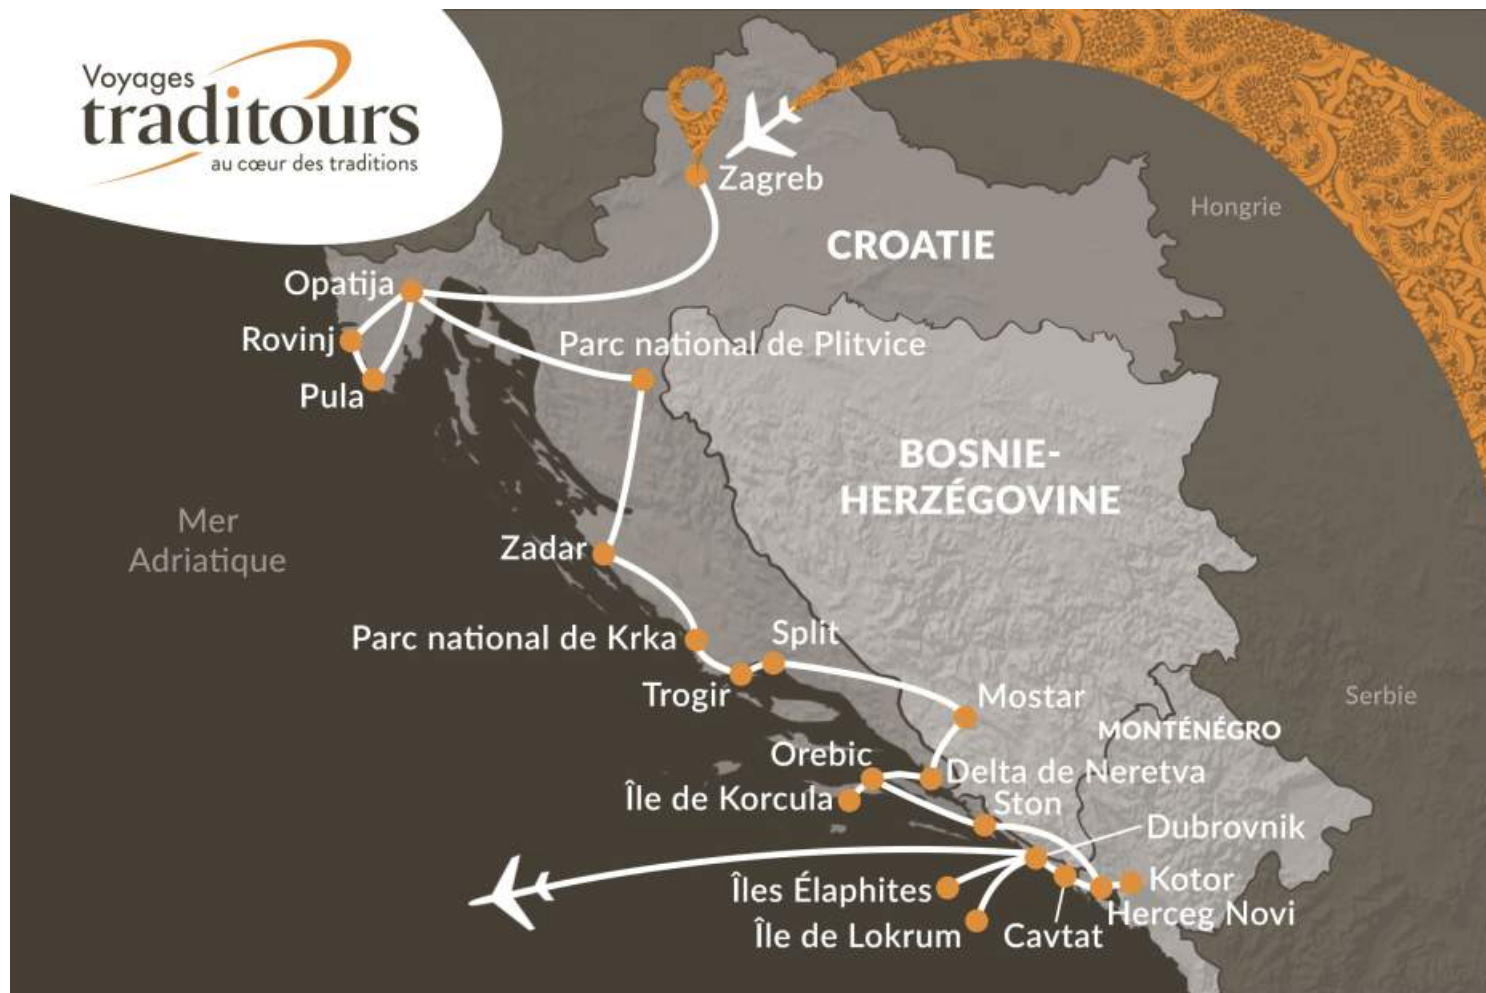 Voyages
traditours
au cœur des traditions
Zagreb
Hongrie
CROATIE
Opatija
Rovinj
Parc national de Plitvice
Pula
BOSNIE-
HERZÉGOVINE
Mer
Adriatique
Zadar
Split
Parc national de Krka
Trogir
Mostar
Serbie
MONTÉNÉGRO
Orebic
Delta de Neretva
Île de Korcula
Ston
Dubrovnik
Îles Élaphites
Kotor
Herceg Novi
Île de Lokrum
Cavtat